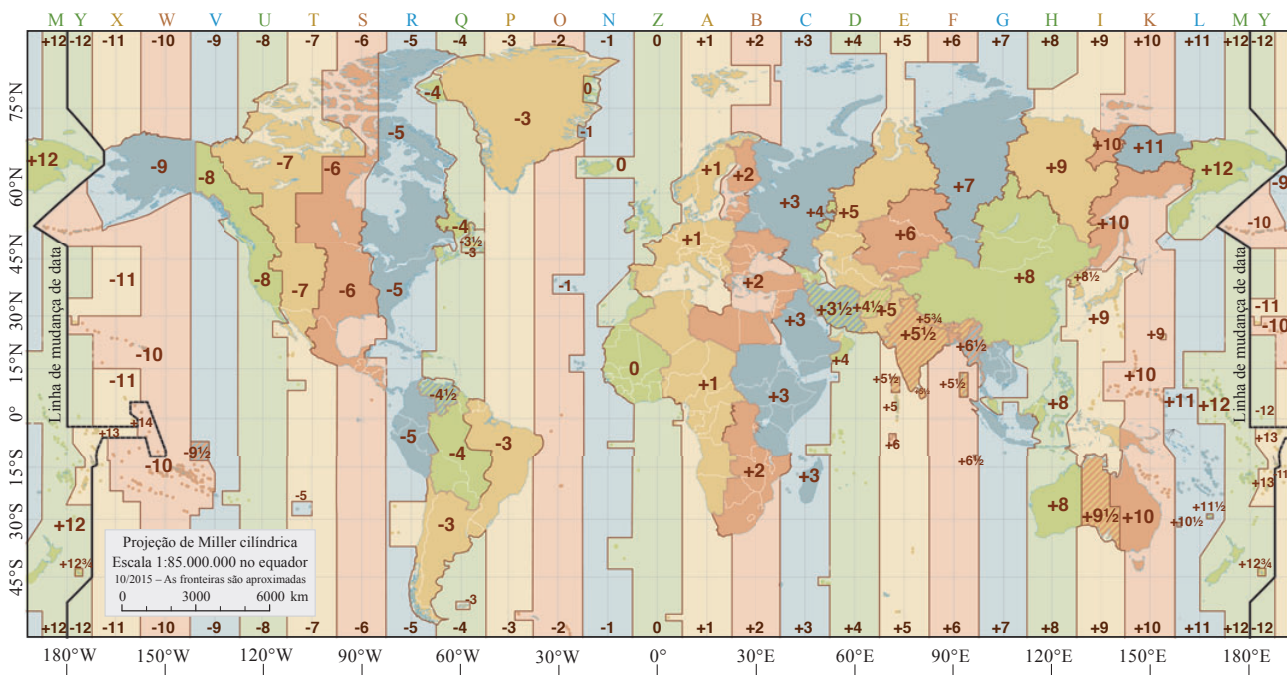 M Y X W V U T S R Q P O N Z A B C D E F G H I K L M Y
+12 -12 -11 -10 -9 -8 -7 -6 -5 -4 -3 -2 -1 0 +1 +2 +3 +4 +5 +6 +7 +8 +9 +10 +11 +12 -12
75°N
60°N
45°N
30°N
15°N
0°
15°S
30°S
45°S
-4 -3 0 -1
-5
+12 -9 -8 -7 -6 0 +1 +2 +3 +4 +5 +7 +9 +10 +11 +12 -9
-4 -3½ -3 +1 +6 +10 -10
-11 -8 -7 -6 -5 -1 +2 +3 +3½ +4½ +5 +5¾ +5½ +8 +8½ +9 +9 -11
-10 0 +4 +6½ -10
-11 -4½ +1 +3 +5½ +5½ +10 -12
+14 +5 +8 +11 +12
+13 -5 -4 -3 +6 +13
-10 -9½ +2 +3 +6½ +13 -11
-5 -3 +8 +9½ +10 +10½ +11½
+12
+12¾ +12¾
-3
Linha de mudança de data
Linha de mudança de data
Projeção de Miller cilíndrica
Escala 1:85.000.000 no equador
10/2015 – As fronteiras são aproximadas
0 3000 6000 km
+12 -12 -11 -10 -9 -8 -7 -6 -5 -4 -3 -2 -1 0 +1 +2 +3 +4 +5 +6 +7 +8 +9 +10 +11 +12 -12
180°W 150°W 120°W 90°W 60°W 30°W 0° 30°E 60°E 90°E 120°E 150°E 180°E